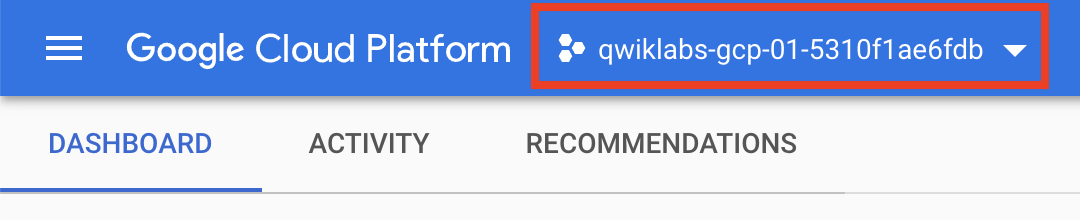 Google Cloud Platform qwiklabs-gcp-01-5310f1ae6fdb
DASHBOARD ACTIVITY RECOMMENDATIONS